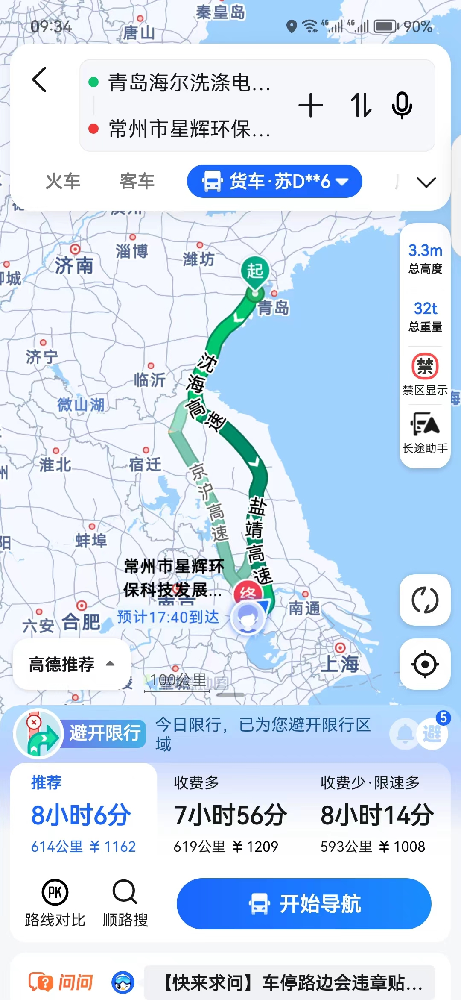 秦皇岛
09:34
4G
4G
90%
唐山
青岛海尔洗涤电...
常州市星辉环保...
火车
客车
货车·苏D**6
淄博
潍坊
济南
起
青岛
3.3m
总高度
32t
总重量
禁
禁区显示
长途助手
济宁
临沂
沈海高速
微山湖
淮北
宿迁
京沪高速
盐靖高速
蚌埠
常州市星辉环
保科技发展...
终
预计17:40到达
南京
南通
六安
合肥
上海
高德推荐
100公里
避开限行
今日限行，已为您避开限行区
域
5
避
推荐
收费多
收费少·限速多
8小时6分
7小时56分
8小时14分
614公里 ¥1162
619公里 ¥1209
593公里 ¥1008
PK
路线对比
顺路搜
开始导航
问问
【快来求问】车停路边会违章贴...